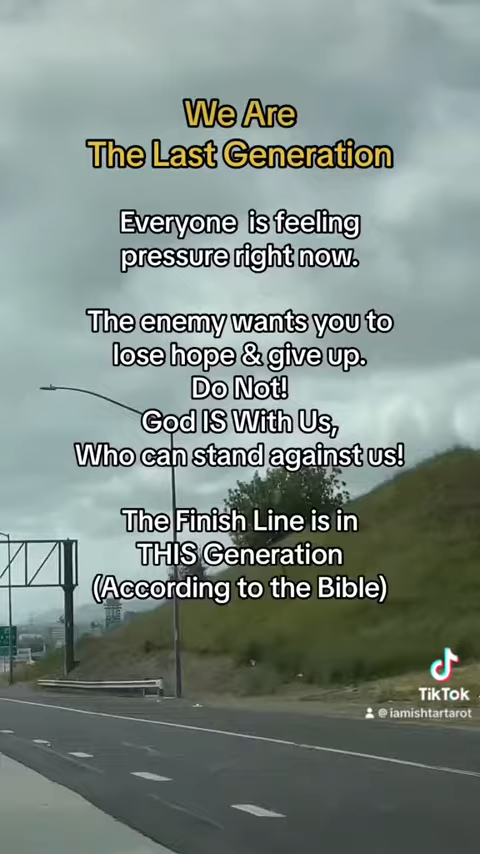 We Are
The Last Generation
Everyone is feeling
pressure right now.
The enemy wants you to
lose hope & give up.
Do Not!
God IS With Us,
Who can stand against us!
The Finish Line is in
THIS Generation
(According to the Bible)
TikTok
@iamishtartarot